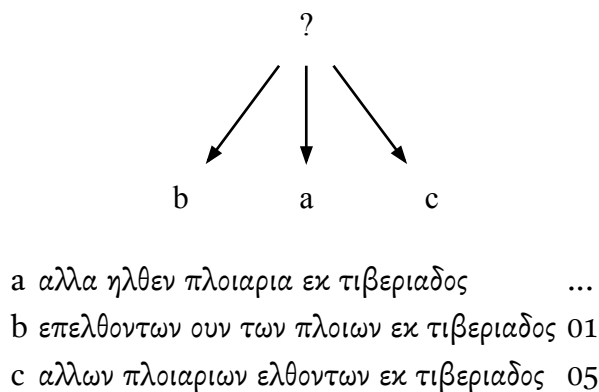 ?
b a c
a αλλα ηλθεν πλοιαρια εκ τιβεριαδος ...
b επελθοντων ουν των πλοιων εκ τιβεριαδος 01
c αλλων πλοιαριων ελθοντων εκ τιβεριαδος 05